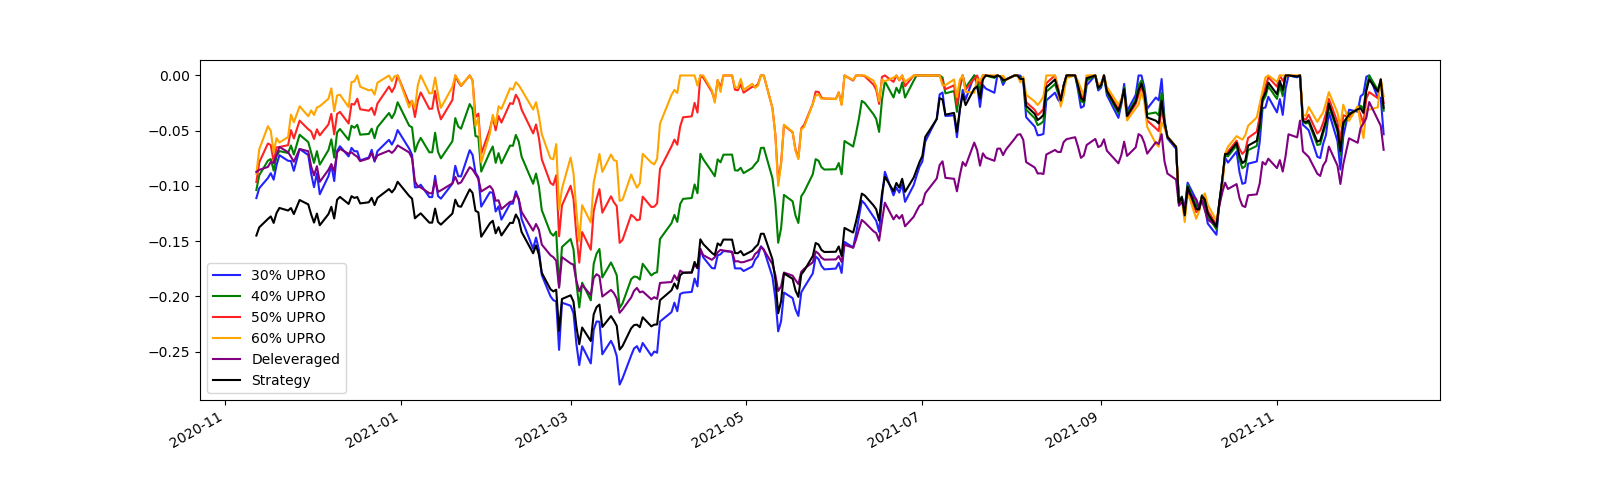 0.00
−0.05
−0.10
−0.15
−0.20
−0.25
30% UPRO
40% UPRO
50% UPRO
60% UPRO
Deleveraged
Strategy
2020-11
2021-01
2021-03
2021-05
2021-07
2021-09
2021-11